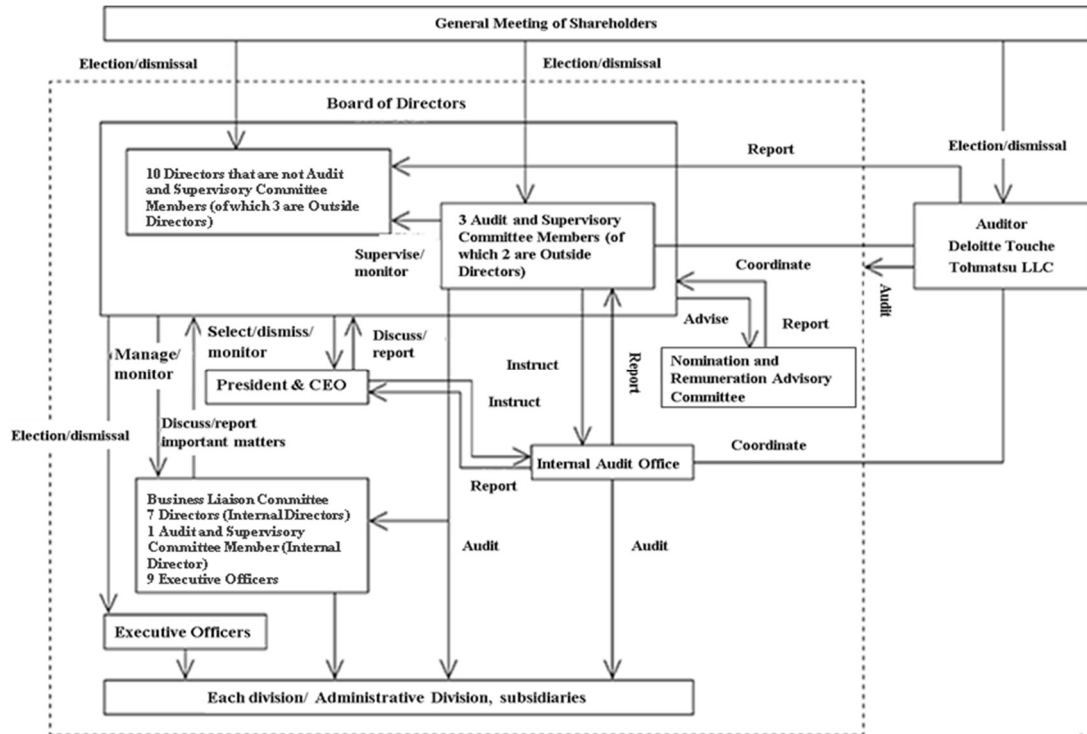 General Meeting of Shareholders
Election/dismissal
Election/dismissal
Board of Directors
Election/dismissal
Report
10 Directors that are not Audit
and Supervisory Committee
Members (of which 3 are Outside
Directors)
3 Audit and Supervisory
Committee Members (of
which 2 are Outside
Directors)
Auditor
Deloitte Touche
Tohmatsu LLC
Supervise/
monitor
Coordinate
Audit
Advise
Report
Manage/
monitor
Select/dismiss/
monitor
Discuss/
report
Instruct
Report
Nomination and
Remuneration Advisory
Committee
President & CEO
Instruct
Election/dismissal
Discuss/report
important matters
Coordinate
Internal Audit Office
Report
Business Liaison Committee
7 Directors (Internal Directors)
1 Audit and Supervisory
Committee Member (Internal
Director)
9 Executive Officers
Audit
Audit
Executive Officers
Each division/ Administrative Division, subsidiaries